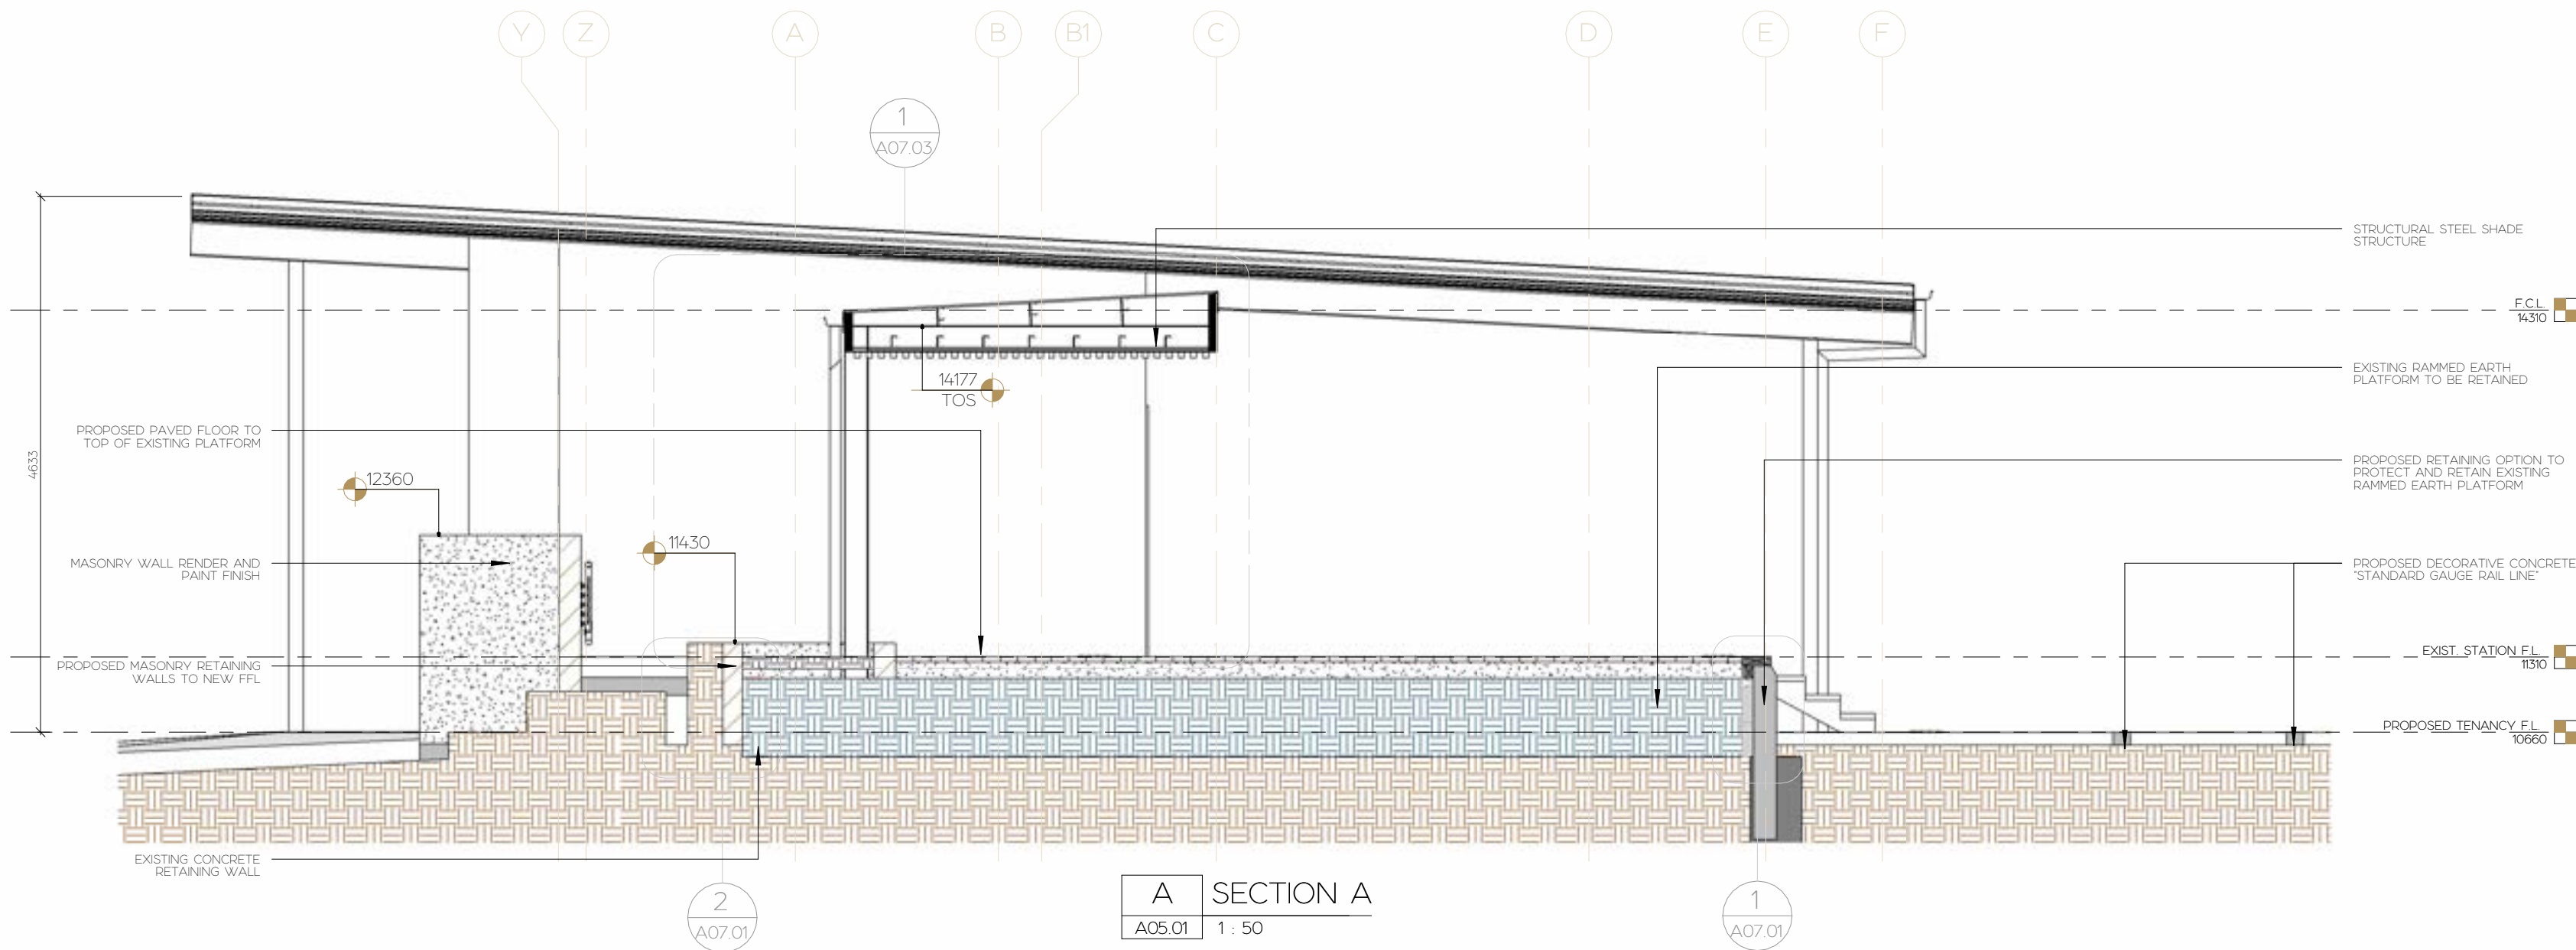 Y
Z
A
B
B1
C
D
E
F
1
A07.03
STRUCTURAL STEEL SHADE
STRUCTURE
F.C.L.
14310
EXISTING RAMMED EARTH
PLATFORM TO BE RETAINED
14177
TOS
PROPOSED PAVED FLOOR TO
TOP OF EXISTING PLATFORM
4633
12360
PROPOSED RETAINING OPTION TO
PROTECT AND RETAIN EXISTING
RAMMED EARTH PLATFORM
11430
MASONRY WALL RENDER AND
PAINT FINISH
PROPOSED DECORATIVE CONCRETE
"STANDARD GAUGE RAIL LINE"
PROPOSED MASONRY RETAINING
WALLS TO NEW FFL
EXIST. STATION F.L.
11310
PROPOSED TENANCY F.L.
10660
EXISTING CONCRETE
RETAINING WALL
2
A07.01
A
SECTION A
A05.01
1 : 50
1
A07.01